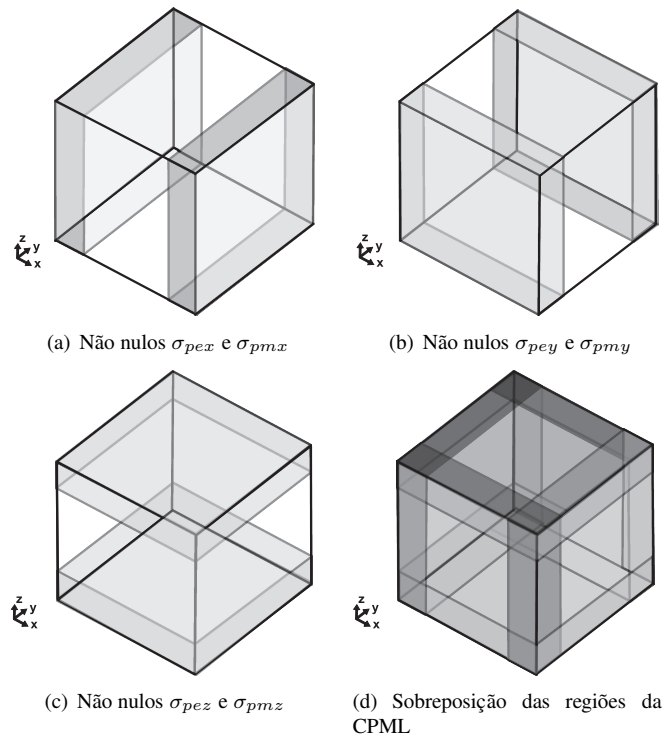 z
y
x
z
y
x
(a) Não nulos σpex e σpmx
(b) Não nulos σpey e σpmy
z
y
x
z
y
x
(c) Não nulos σpez e σpmz
(d) Sobreposição das regiões da
CPML